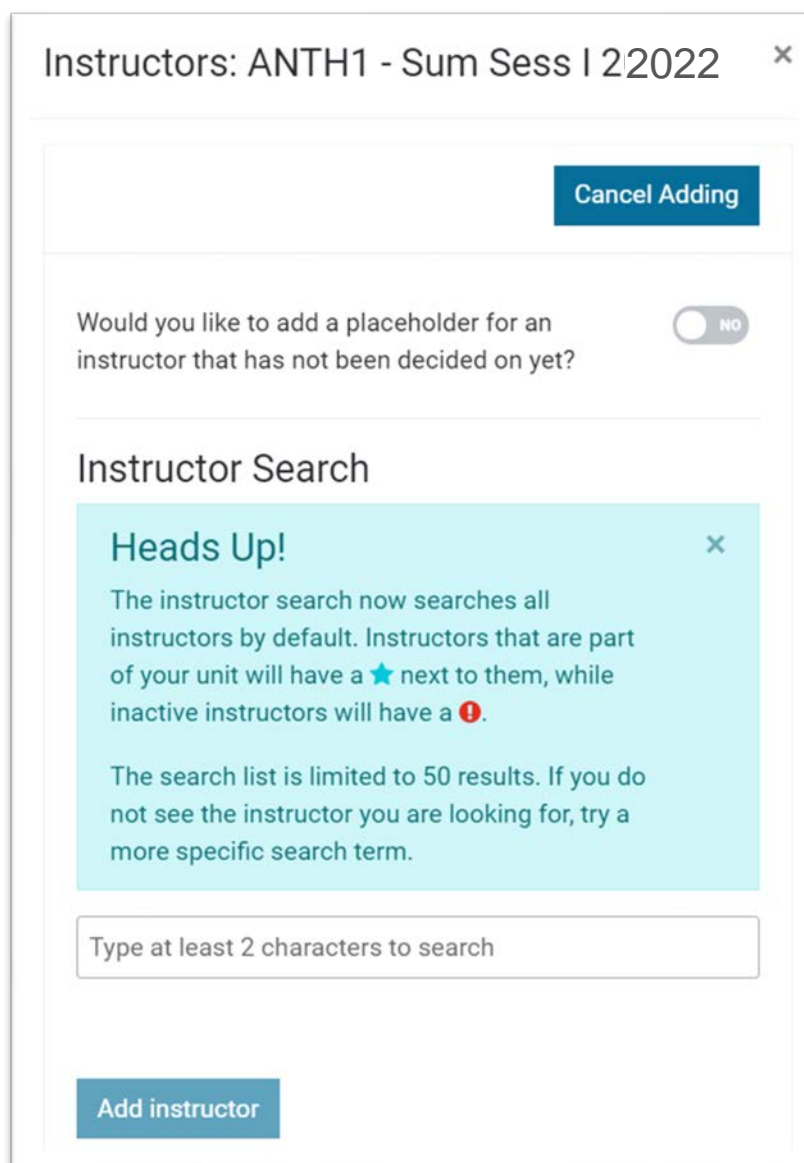 Instructors: ANTH1 - Sum Sess I 22022 ×
Cancel Adding
Would you like to add a placeholder for an
NO
instructor that has not been decided on yet?
Instructor Search
Heads Up! ×
The instructor search now searches all
instructors by default. Instructors that are part
of your unit will have a ★ next to them, while
inactive instructors will have a !.
The search list is limited to 50 results. If you do
not see the instructor you are looking for, try a
more specific search term.
Type at least 2 characters to search
Add instructor